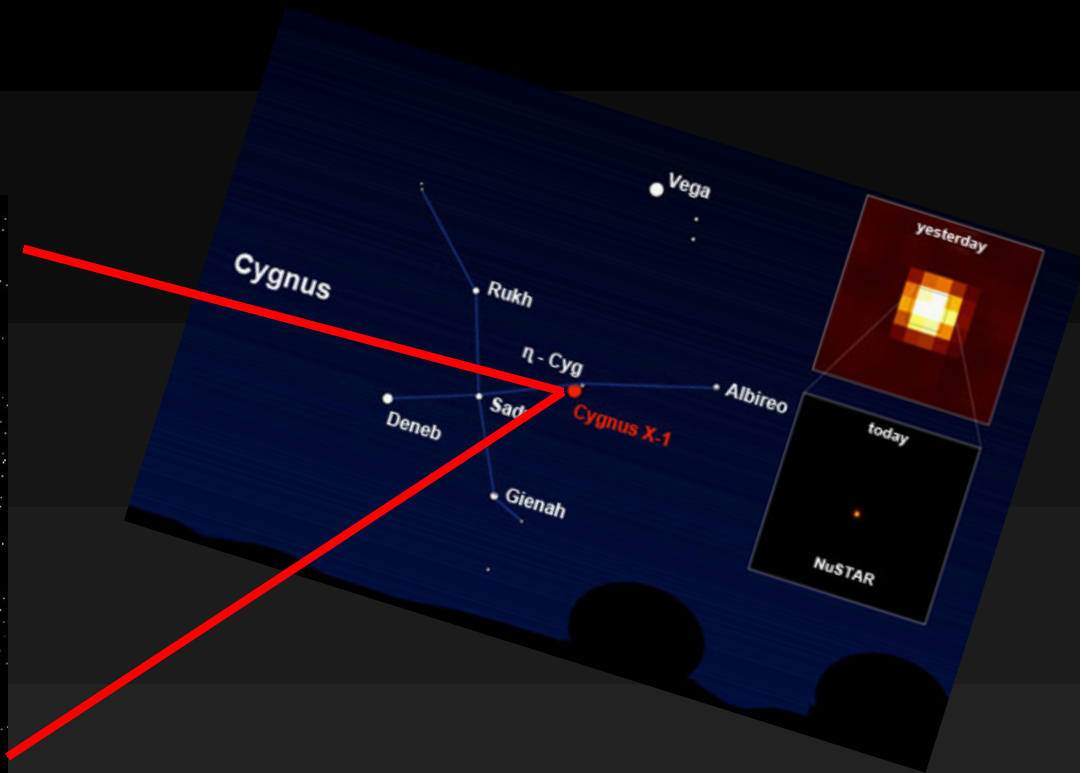 Vega
yesterday
Cygnus
Rukh
η - Cyg
Albireo
Deneb
Cygnus X-1
today
Gienah
NuSTAR